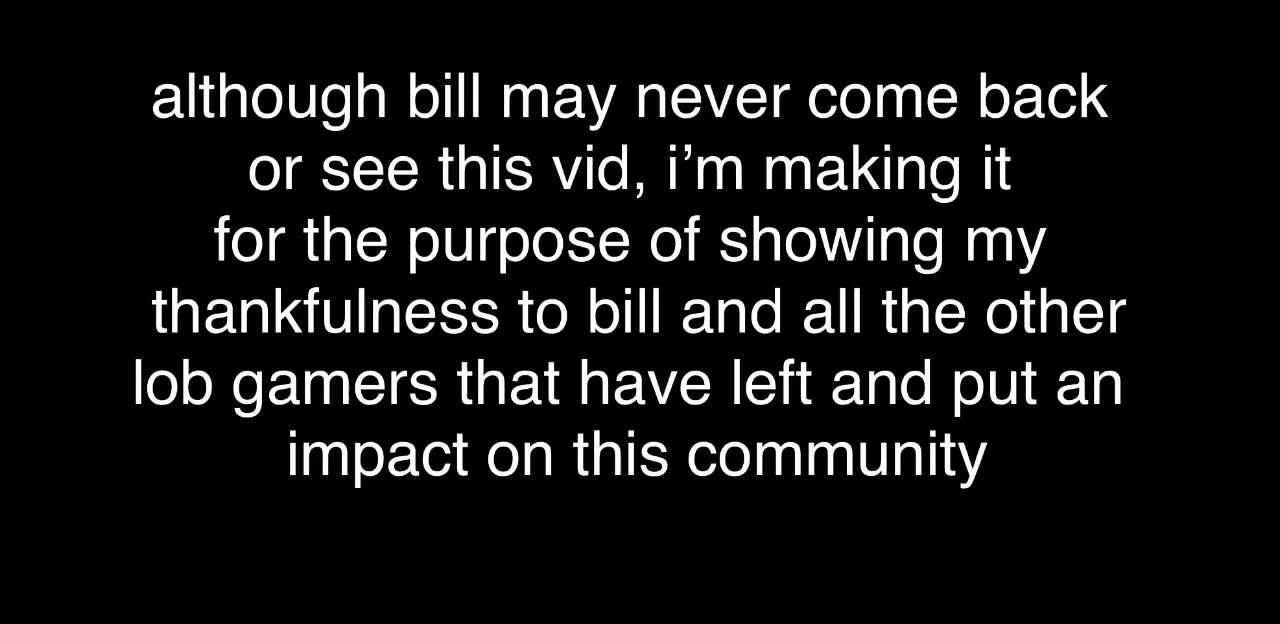 although bill may never come back
or see this vid, i’m making it
for the purpose of showing my
thankfulness to bill and all the other
lob gamers that have left and put an
impact on this community